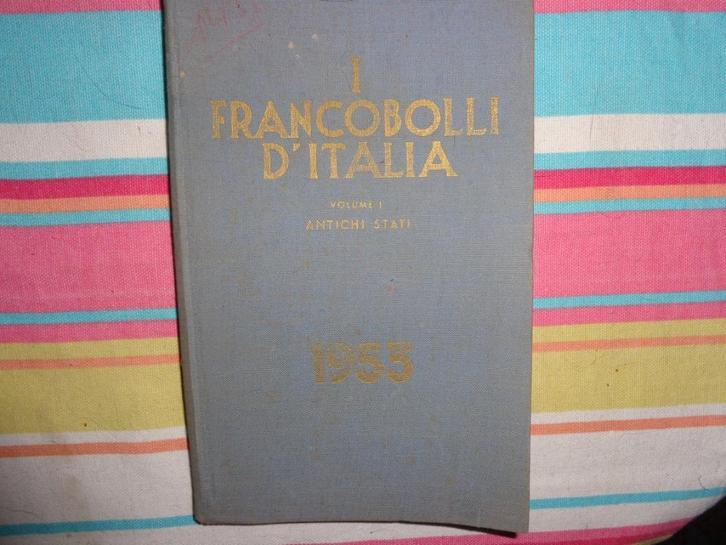 I
FRANCOBOLLI
D'ITALIA
VOLUME I
ANTICHI STATI
1955